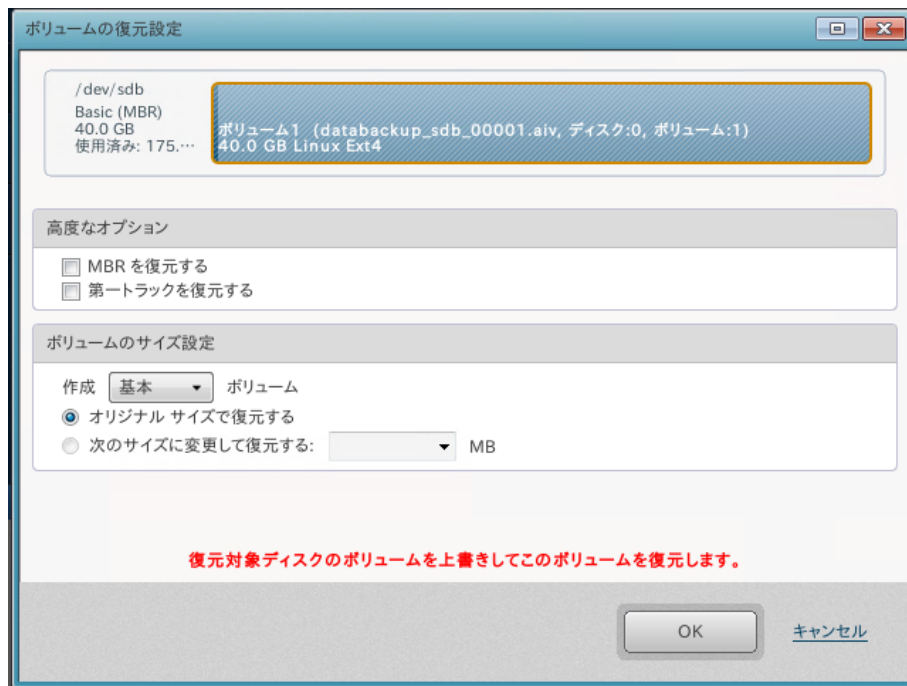 ボリュームの復元設定
/dev/sdb
Basic (MBR)
40.0 GB
使用済み: 175.…
ボリューム1 (databackup_sdb_00001.aiv, ディスク:0, ボリューム:1)
40.0 GB Linux Ext4
高度なオプション
MBR を復元する
第一トラックを復元する
ボリュームのサイズ設定
作成 基本 ボリューム
オリジナル サイズで復元する
次のサイズに変更して復元する: MB
復元対象ディスクのボリュームを上書きしてこのボリュームを復元します。
OK キャンセル